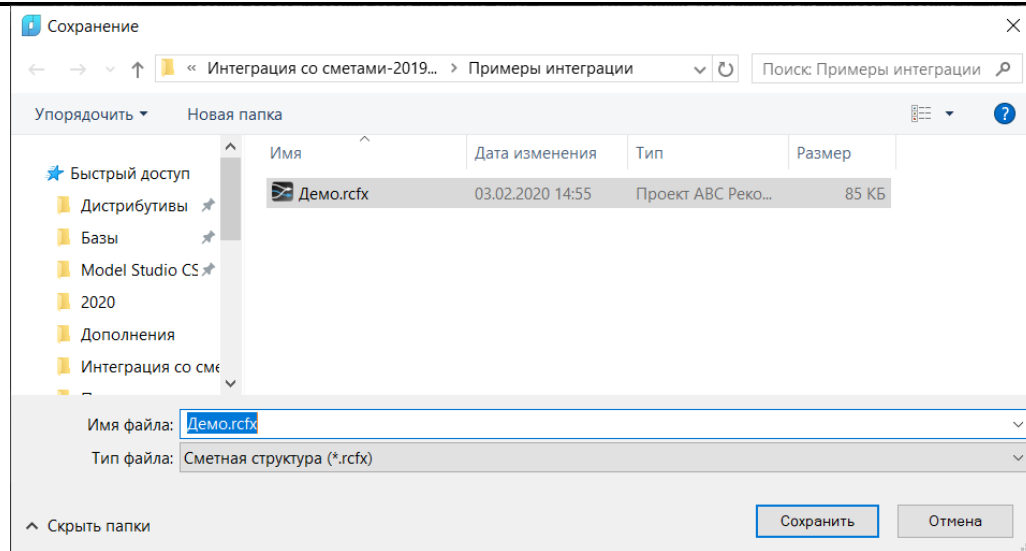 Сохранение
« Интеграция со сметами-2019... > Примеры интеграции
Поиск: Примеры интеграции
Упорядочить
Новая папка
?
Имя
Дата изменения
Тип
Размер
Быстрый доступ
Дистрибутивы
Базы
Model Studio CS
2020
Дополнения
Интеграция со сме
Демо.rcfx
03.02.2020 14:55
Проект ABC Реко...
85 КБ
Имя файла: Демо.rcfx
Тип файла: Сметная структура (*.rcfx)
Скрыть папки
Сохранить
Отмена